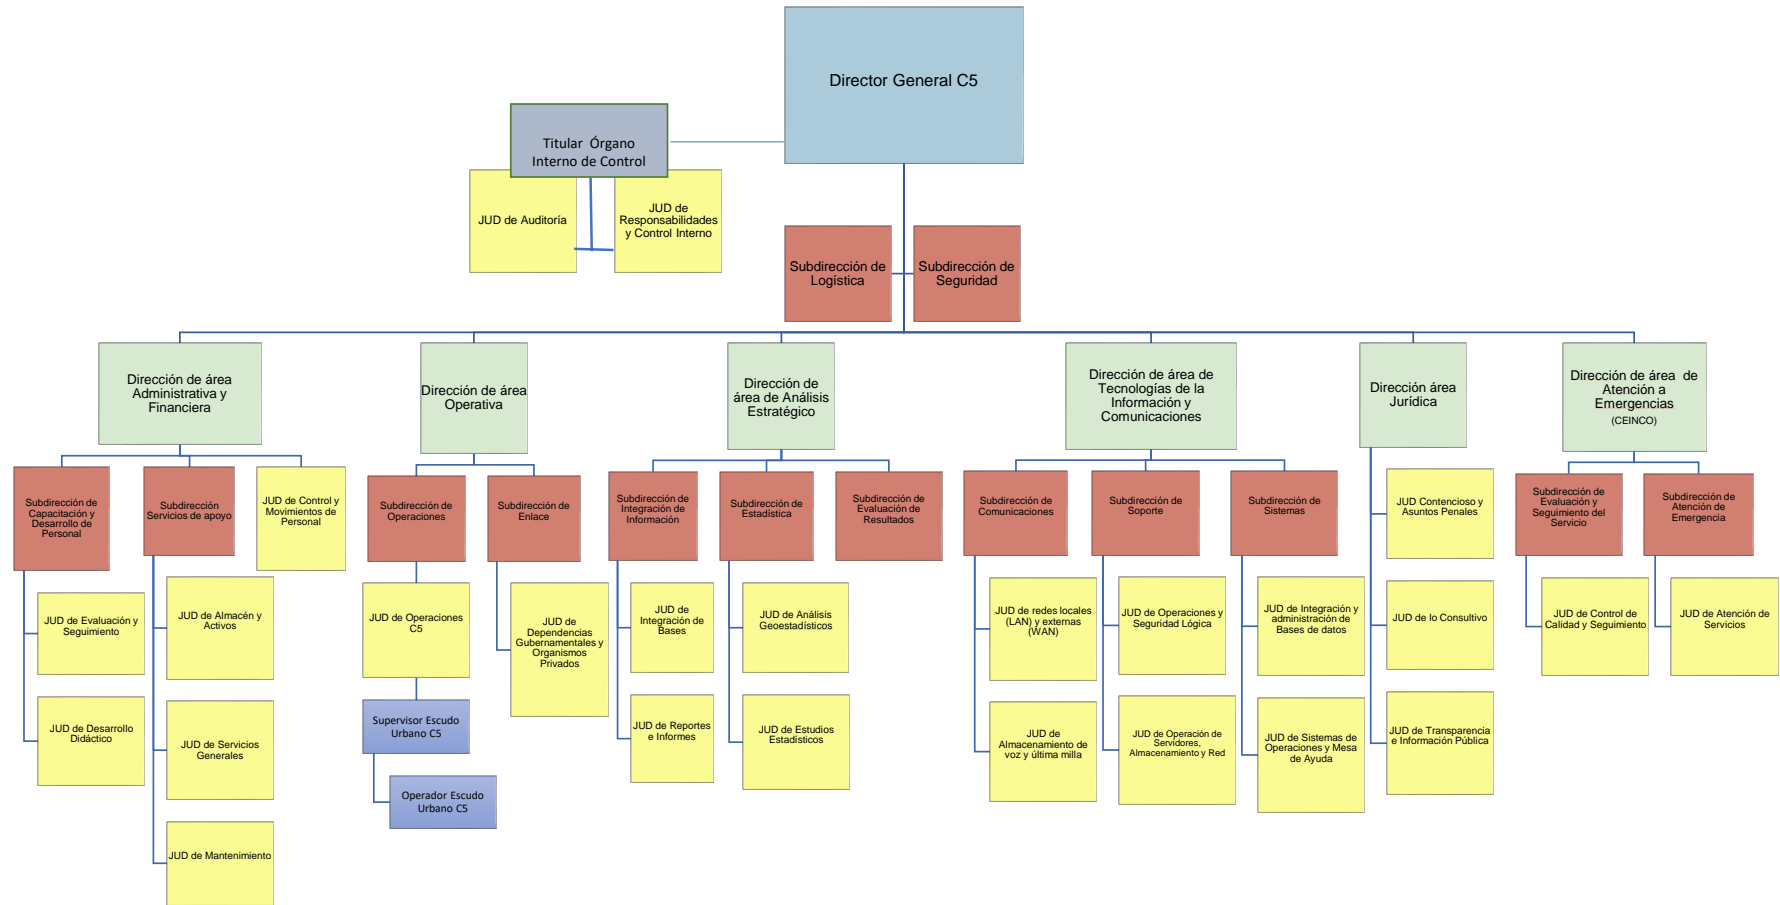 Director General C5
Titular Órgano
Interno de Control
JUD de Auditoría
JUD de
Responsabilidades
y Control Interno
Subdirección de
Logística
Subdirección de
Seguridad
Dirección de área
Administrativa y
Financiera
Dirección de área
Operativa
Dirección de
área de Análisis
Estratégico
Dirección de área de
Tecnologías de la
Información y
Comunicaciones
Dirección área
Jurídica
Dirección de área de
Atención a
Emergencias
(CEINCO)
Subdirección de
Capacitación y
Desarrollo de
Personal
Subdirección
Servicios de apoyo
JUD de Control y
Movimientos de
Personal
Subdirección de
Operaciones
Subdirección de
Enlace
Subdirección de
Integración de
Información
Subdirección de
Estadística
Subdirección de
Evaluación de
Resultados
Subdirección de
Comunicaciones
Subdirección de
Soporte
Subdirección de
Sistemas
JUD Contencioso y
Asuntos Penales
Subdirección de
Evaluación y
Seguimiento del
Servicio
Subdirección de
Atención de
Emergencia
JUD de Evaluación y
Seguimiento
JUD de Almacén y
Activos
JUD de Operaciones
C5
JUD de
Dependencias
Gubernamentales y
Organismos
Privados
JUD de
Integración de
Bases
JUD de Análisis
Geoestadísticos
JUD de redes locales
(LAN) y externas
(WAN)
JUD de Operaciones y
Seguridad Lógica
JUD de Integración y
administración de
Bases de datos
JUD de lo Consultivo
JUD de Control de
Calidad y Seguimiento
JUD de Atención de
Servicios
JUD de Desarrollo
Didáctico
JUD de Servicios
Generales
Supervisor Escudo
Urbano C5
JUD de Reportes
e Informes
JUD de Estudios
Estadísticos
JUD de
Almacenamiento de
voz y última milla
JUD de Operación de
Servidores,
Almacenamiento y Red
JUD de Sistemas de
Operaciones y Mesa
de Ayuda
JUD de Transparencia
e Información Pública
Operador Escudo
Urbano C5
JUD de Mantenimiento